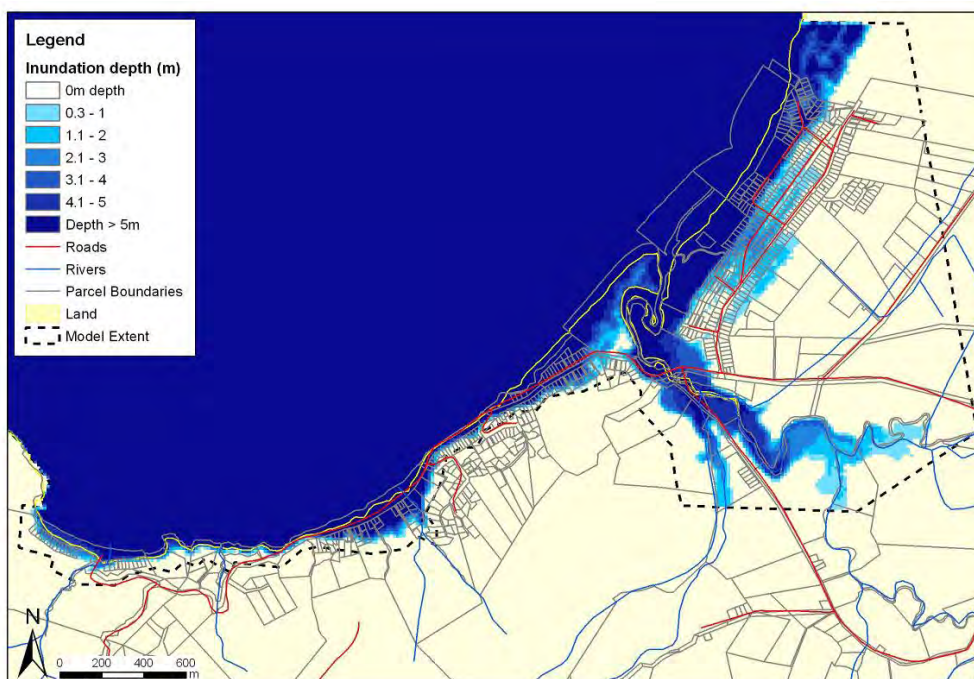 Legend
Inundation depth (m)
0m depth
0.3 - 1
1.1 - 2
2.1 - 3
3.1 - 4
4.1 - 5
Depth > 5m
Roads
Rivers
Parcel Boundaries
Land
Model Extent
N
0 200 400 600
m